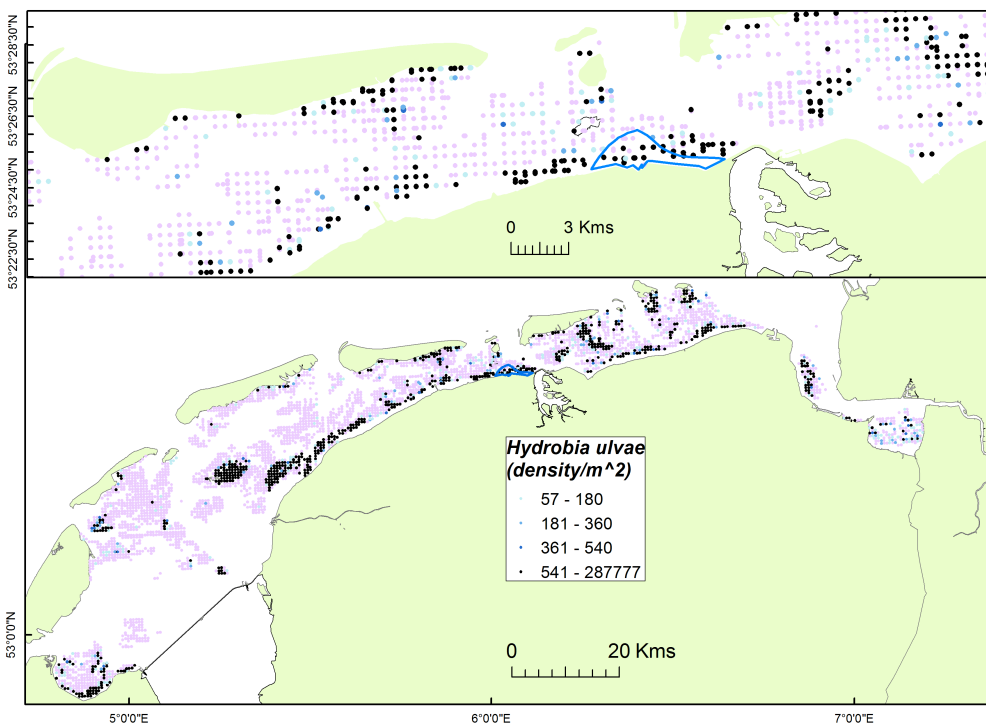 53°28'30"N
53°26'30"N
53°24'30"N
53°22'00"N
0 3 Kms
53°0'0"N
Hydrobia ulvae
(density/m^2)
57 - 180
181 - 360
361 - 540
541 - 287777
0 20 Kms
5°0'0"E 6°0'0"E 7°0'0"E